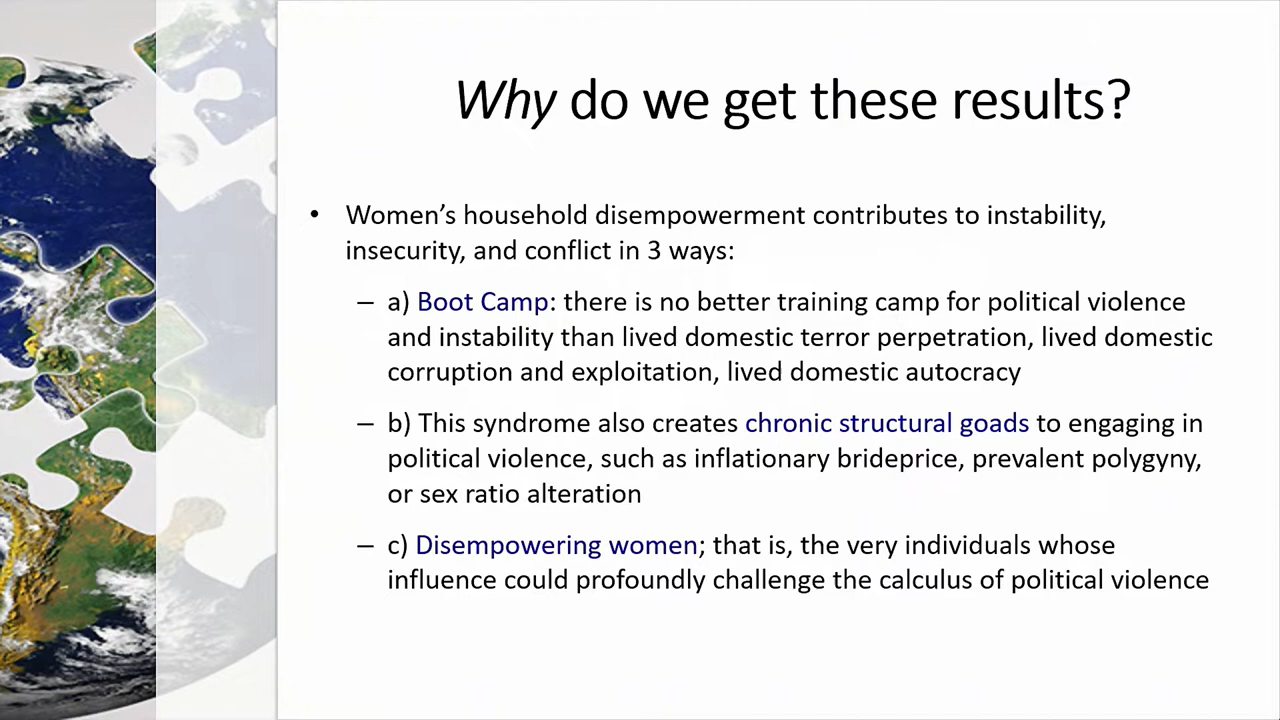 Why do we get these results?
• Women’s household disempowerment contributes to instability,
insecurity, and conflict in 3 ways:
– a) Boot Camp: there is no better training camp for political violence
and instability than lived domestic terror perpetration, lived domestic
corruption and exploitation, lived domestic autocracy
– b) This syndrome also creates chronic structural goads to engaging in
political violence, such as inflationary brideprice, prevalent polygyny,
or sex ratio alteration
– c) Disempowering women; that is, the very individuals whose
influence could profoundly challenge the calculus of political violence